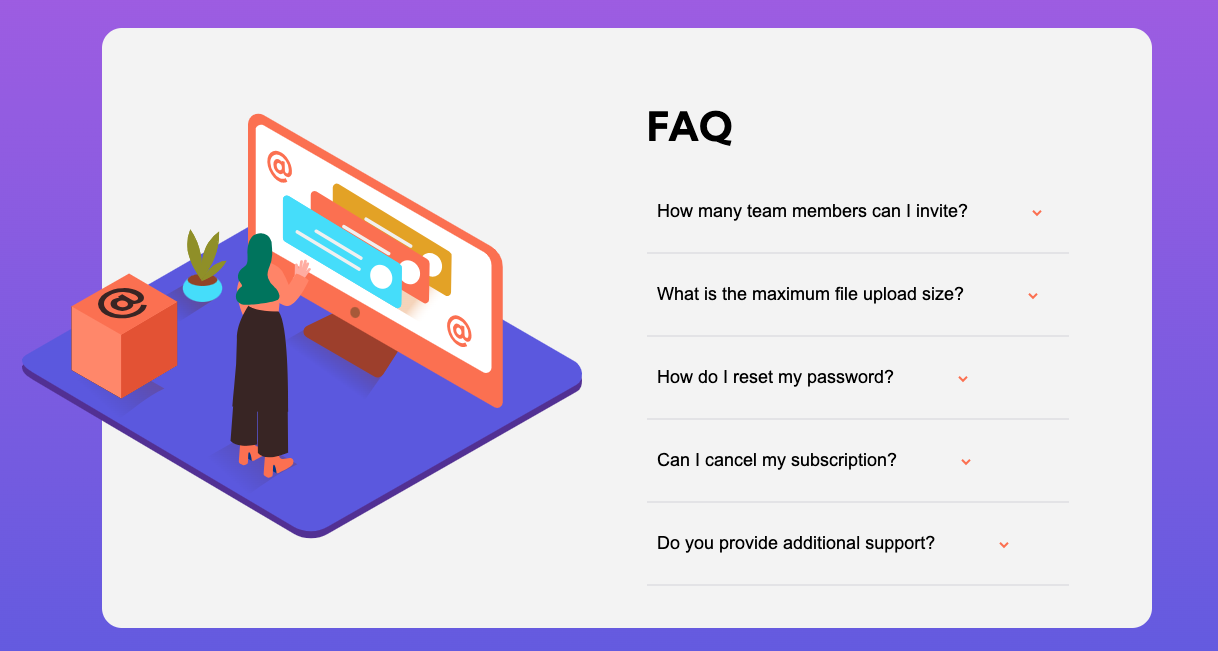 @
@
@
FAQ
How many team members can I invite?
What is the maximum file upload size?
How do I reset my password?
Can I cancel my subscription?
Do you provide additional support?